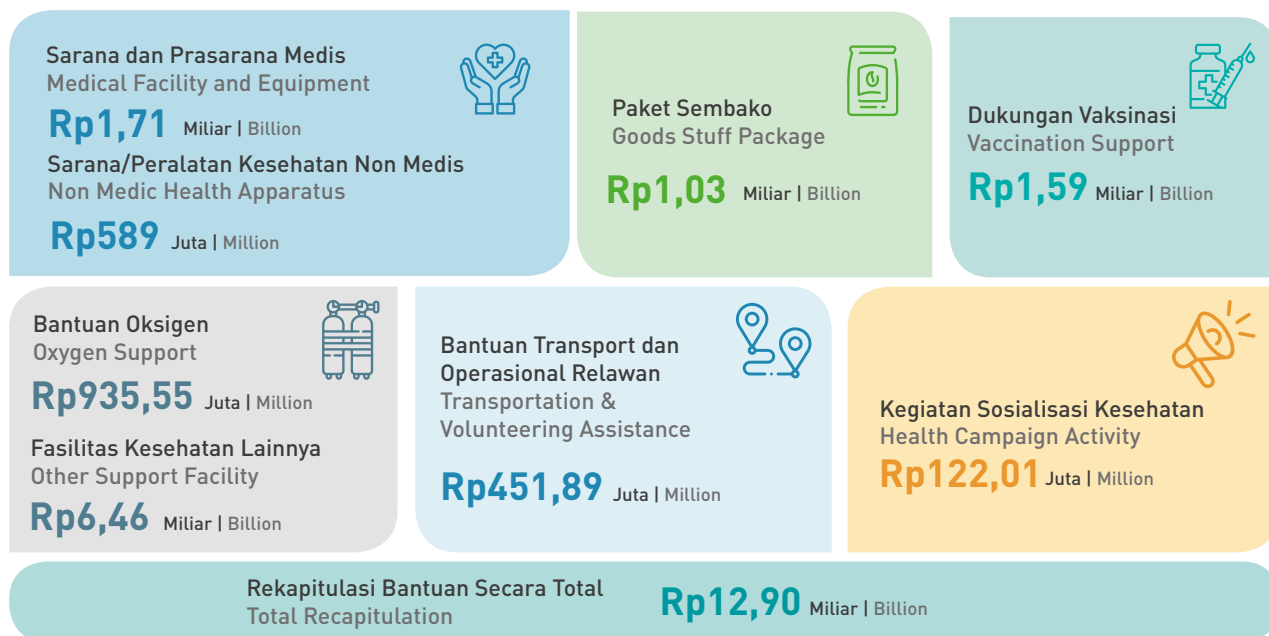 Sarana dan Prasarana Medis
Medical Facility and Equipment
Rp1,71 Miliar | Billion
Sarana/Peralatan Kesehatan Non Medis
Non Medic Health Apparatus
Rp589 Juta | Million
Paket Sembako
Goods Stuff Package
Rp1,03 Miliar | Billion
Dukungan Vaksinasi
Vaccination Support
Rp1,59 Miliar | Billion
Bantuan Oksigen
Oxygen Support
Rp935,55 Juta | Million
Fasilitas Kesehatan Lainnya
Other Support Facility
Rp6,46 Miliar | Billion
Bantuan Transport dan
Operasional Relawan
Transportation &
Volunteering Assistance
Rp451,89 Juta | Million
Kegiatan Sosialisasi Kesehatan
Health Campaign Activity
Rp122,01 Juta | Million
Rekapitulasi Bantuan Secara Total
Total Recapitulation
Rp12,90 Miliar | Billion